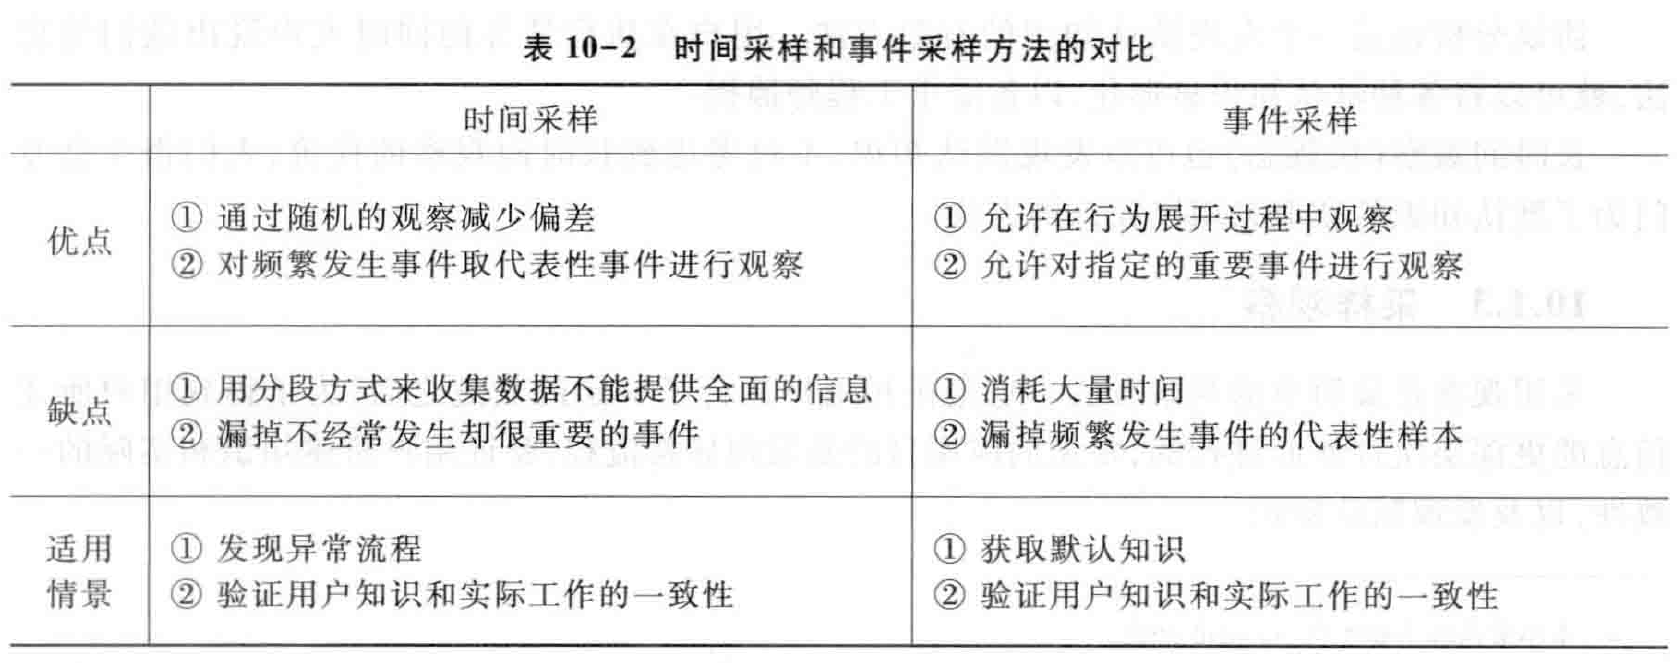 表 10-2 时间采样和事件采样方法的对比
时间采样 事件采样
优点
① 通过随机的观察减少偏差
② 对频繁发生事件取代表性事件进行观察
① 允许在行为展开过程中观察
② 允许对指定的重要事件进行观察
缺点
① 用分段方式来收集数据不能提供全面的信息
② 漏掉不经常发生却很重要的事件
① 消耗大量时间
② 漏掉频繁发生事件的代表性样本
适用
情景
① 发现异常流程
② 验证用户知识和实际工作的一致性
① 获取默认知识
② 验证用户知识和实际工作的一致性